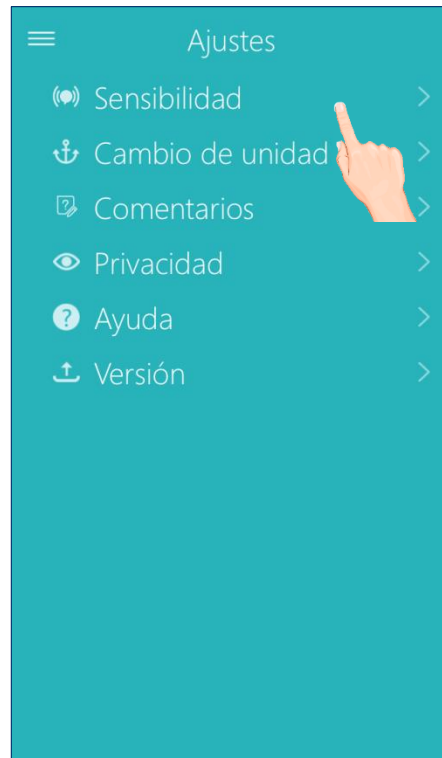 Ajustes
Sensibilidad
Cambio de unidad
Comentarios
Privacidad
Ayuda
Versión